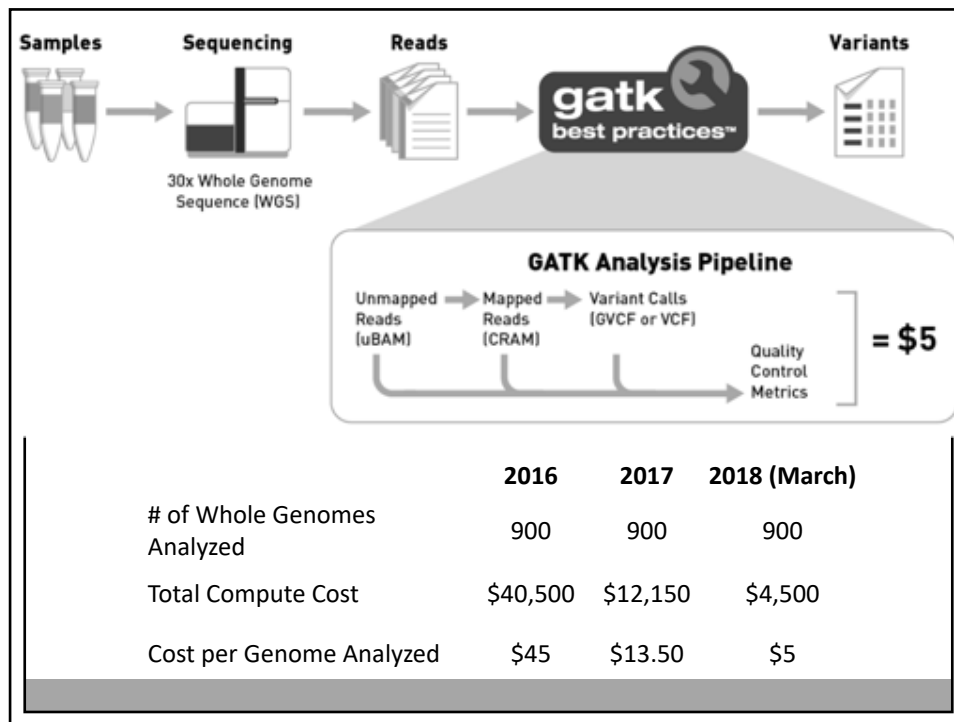 Samples
Sequencing
Reads
Variants
gatk
best practices™
30x Whole Genome
Sequence (WGS)
GATK Analysis Pipeline
Unmapped
Reads
(uBAM)
Mapped
Reads
(CRAM)
Variant Calls
(GVCF or VCF)
Quality
Control
Metrics
= $5
2016 2017 2018 (March)
# of Whole Genomes
Analyzed
900 900 900
Total Compute Cost $40,500 $12,150 $4,500
Cost per Genome Analyzed $45 $13.50 $5